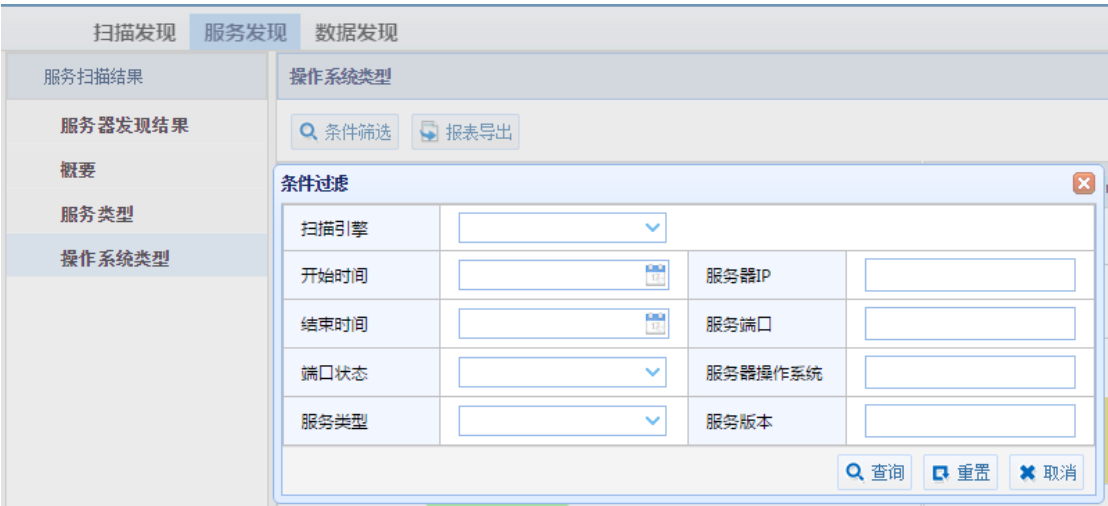 扫描发现 服务发现 数据发现
服务扫描结果 操作系统类型
服务器发现结果
概要
服务类型
操作系统类型
条件筛选 报表导出
条件过滤
扫描引擎
开始时间 服务器IP
结束时间 服务端口
端口状态 服务器操作系统
服务类型 服务版本
查询 重置 取消